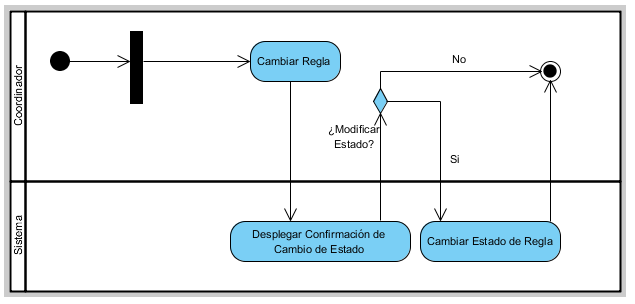 Coordinador
Cambiar Regla
No
¿Modificar
Estado?
Si
Sistema
Desplegar Confirmación de
Cambio de Estado
Cambiar Estado de Regla